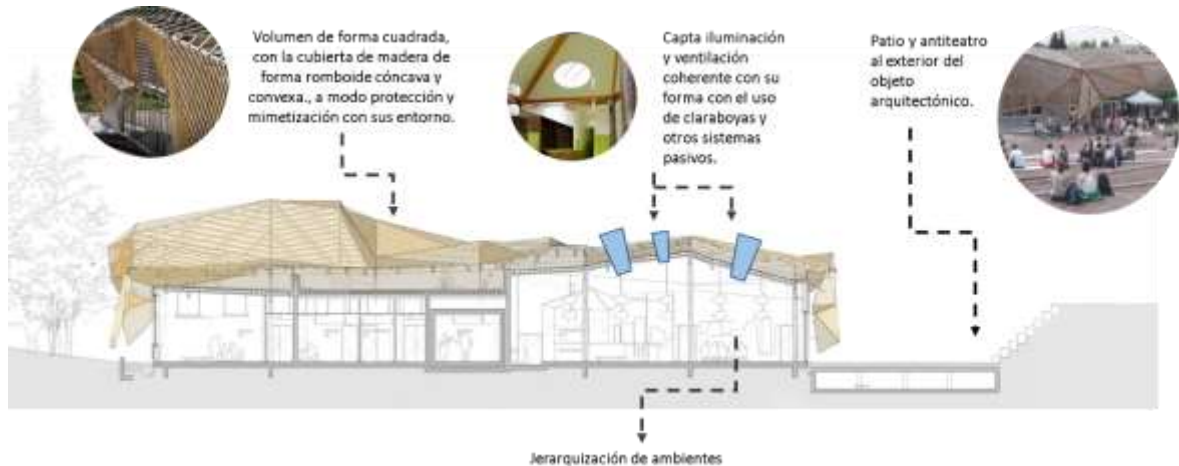 Volumen de forma cuadrada,
con la cubierta de madera de
forma romboide cóncava y
convexa., a modo protección y
mimetización con sus entorno.
Capta iluminación
y ventilación
coherente con su
forma con el uso
de claraboyas y
otros sistemas
pasivos.
Patio y antiteatro
al exterior del
objeto
arquitectónico.
Jerarquización de ambientes